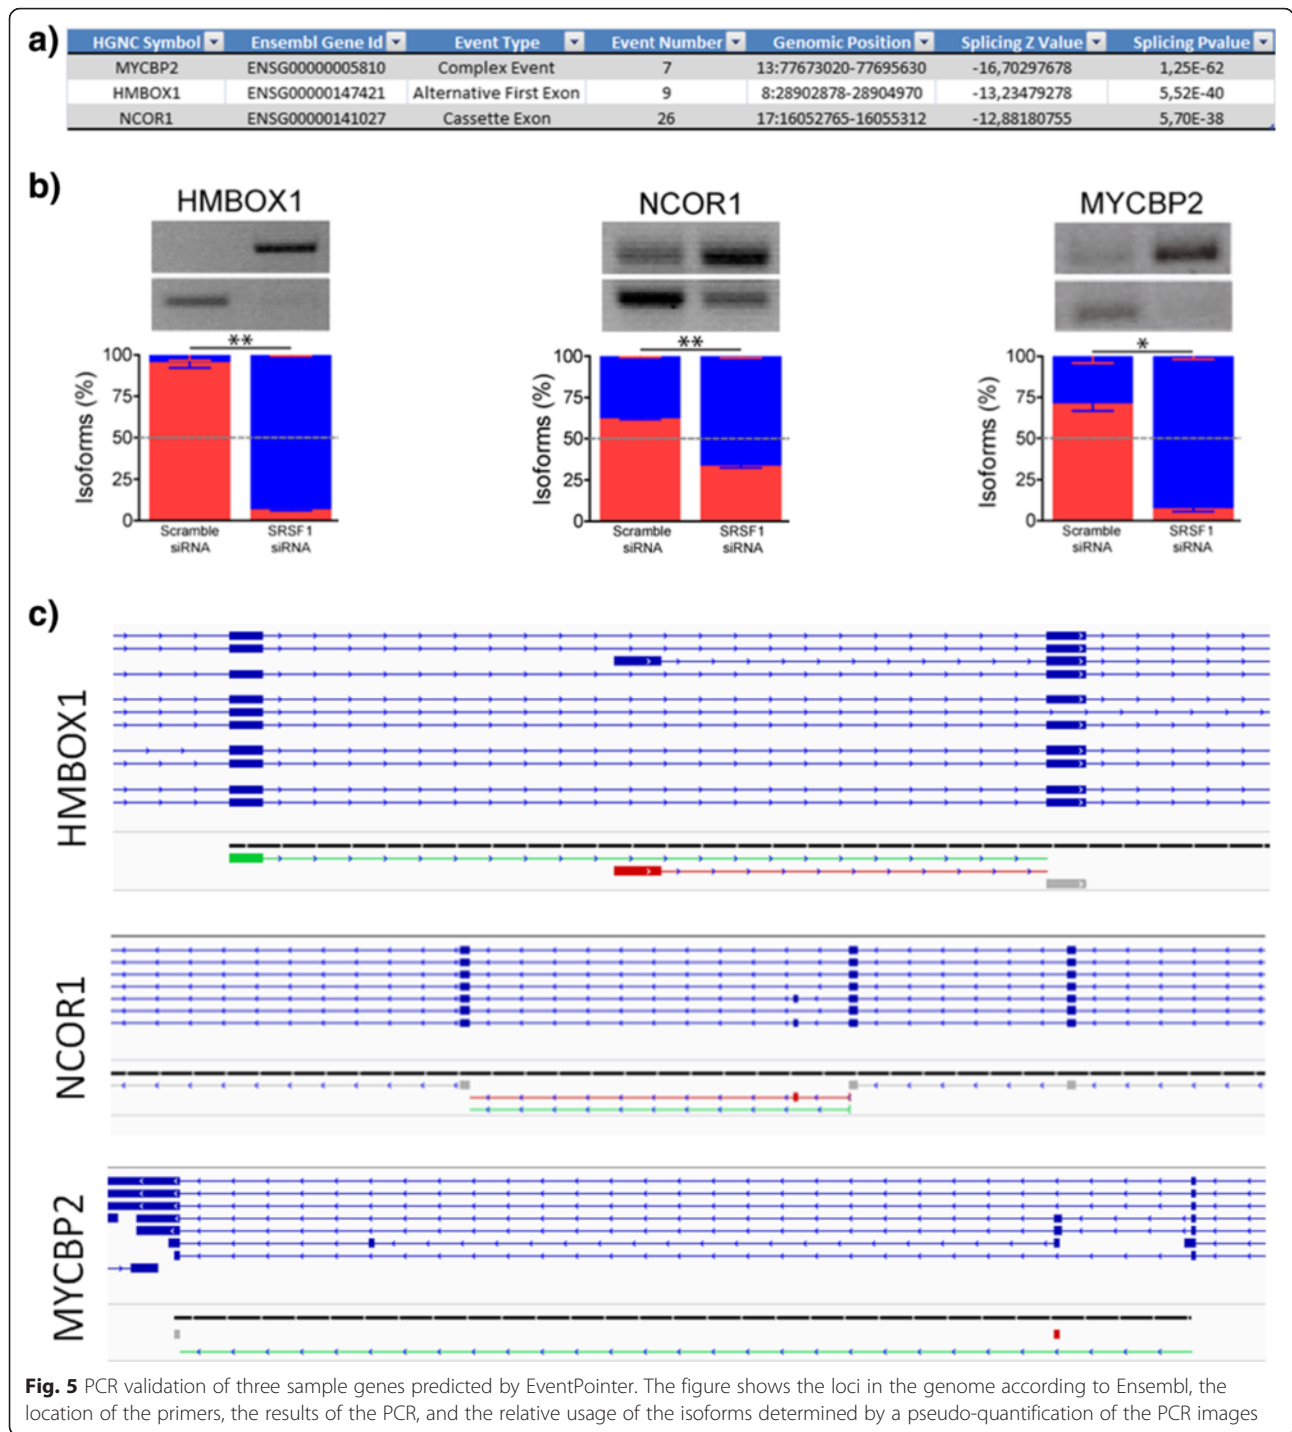 a)
HGNC Symbol Ensembl Gene Id Event Type Event Number Genomic Position Splicing Z Value Splicing Pvalue
MYCBP2 ENSG00000005810 Complex Event 7 13:77673020-77695630 -16,70297678 1,25E-62
HMBOX1 ENSG00000147421 Alternative First Exon 9 8:28902878-28904970 -13,23479278 5,52E-40
NCOR1 ENSG00000141027 Cassette Exon 26 17:16052765-16055312 -12,88180755 5,70E-38
b)
HMBOX1
**
Isoforms (%)
100
75
50
25
0
Scramble siRNA
SRSF1 siRNA
NCOR1
**
Isoforms (%)
100
75
50
25
0
Scramble siRNA
SRSF1 siRNA
MYCBP2
*
Isoforms (%)
100
75
50
25
0
Scramble siRNA
SRSF1 siRNA
c)
HMBOX1
NCOR1
MYCBP2
Fig. 5 PCR validation of three sample genes predicted by EventPointer. The figure shows the loci in the genome according to Ensembl, the
location of the primers, the results of the PCR, and the relative usage of the isoforms determined by a pseudo-quantification of the PCR images